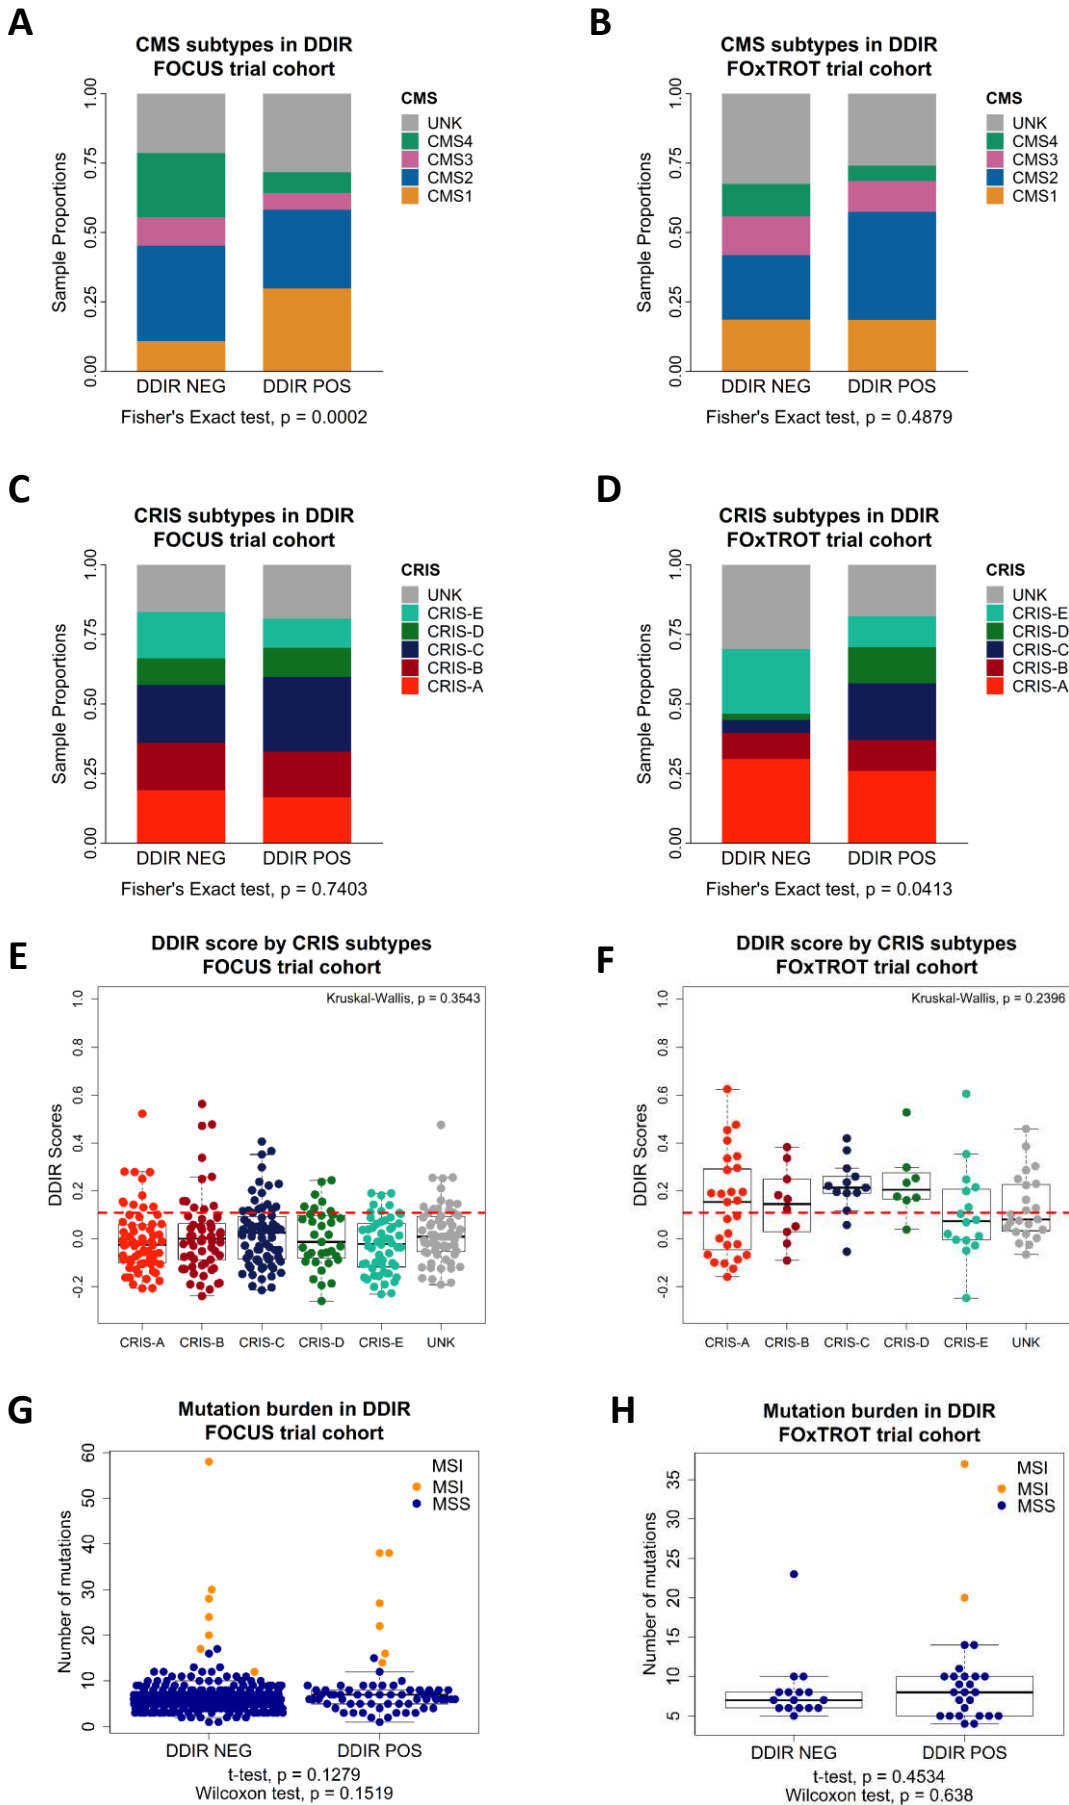 A
CMS subtypes in DDIR
FOCUS trial cohort
Sample Proportions
1.00
0.75
0.50
0.25
0.00
DDIR NEG
DDIR POS
CMS
UNK
CMS4
CMS3
CMS2
CMS1
Fisher's Exact test, p = 0.0002
B
CMS subtypes in DDIR
FOxTROT trial cohort
Sample Proportions
1.00
0.75
0.50
0.25
0.00
DDIR NEG
DDIR POS
CMS
UNK
CMS4
CMS3
CMS2
CMS1
Fisher's Exact test, p = 0.4879
C
CRIS subtypes in DDIR
FOCUS trial cohort
Sample Proportions
1.00
0.75
0.50
0.25
0.00
DDIR NEG
DDIR POS
CRIS
UNK
CRIS-E
CRIS-D
CRIS-C
CRIS-B
CRIS-A
Fisher's Exact test, p = 0.7403
D
CRIS subtypes in DDIR
FOxTROT trial cohort
Sample Proportions
1.00
0.75
0.50
0.25
0.00
DDIR NEG
DDIR POS
CRIS
UNK
CRIS-E
CRIS-D
CRIS-C
CRIS-B
CRIS-A
Fisher's Exact test, p = 0.0413
E
DDIR score by CRIS subtypes
FOCUS trial cohort
Kruskal-Wallis, p = 0.3543
DDIR Scores
1.0
0.8
0.6
0.4
0.2
0.0
-0.2
CRIS-A
CRIS-B
CRIS-C
CRIS-D
CRIS-E
UNK
F
DDIR score by CRIS subtypes
FOxTROT trial cohort
Kruskal-Wallis, p = 0.2396
DDIR Scores
1.0
0.8
0.6
0.4
0.2
0.0
-0.2
CRIS-A
CRIS-B
CRIS-C
CRIS-D
CRIS-E
UNK
G
Mutation burden in DDIR
FOCUS trial cohort
Number of mutations
60
50
40
30
20
10
0
MSI
MSI
MSS
DDIR NEG
DDIR POS
t-test, p = 0.1279
Wilcoxon test, p = 0.1519
H
Mutation burden in DDIR
FOxTROT trial cohort
Number of mutations
35
30
25
20
15
10
5
MSI
MSI
MSS
DDIR NEG
DDIR POS
t-test, p = 0.4534
Wilcoxon test, p = 0.638